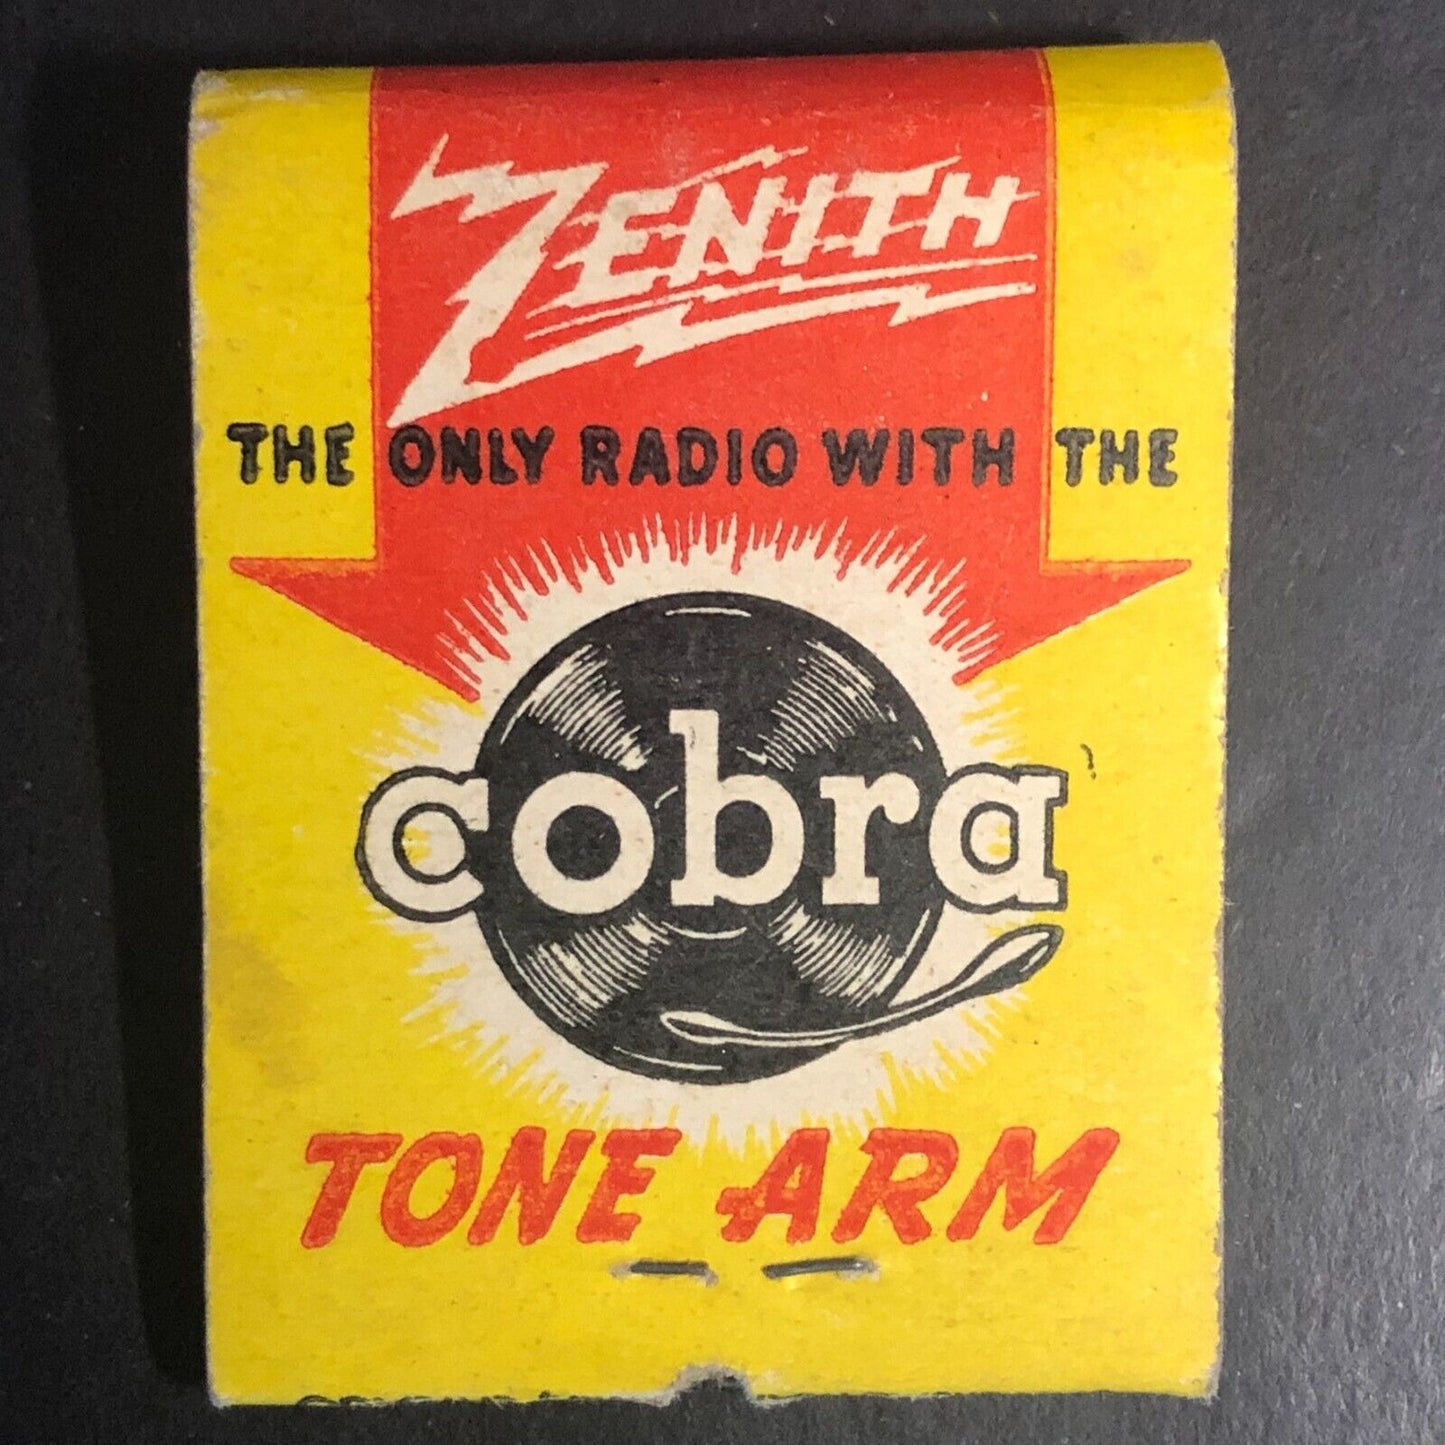 ZENITH
THE ONLY RADIO WITH THE
cobra
TONE ARM